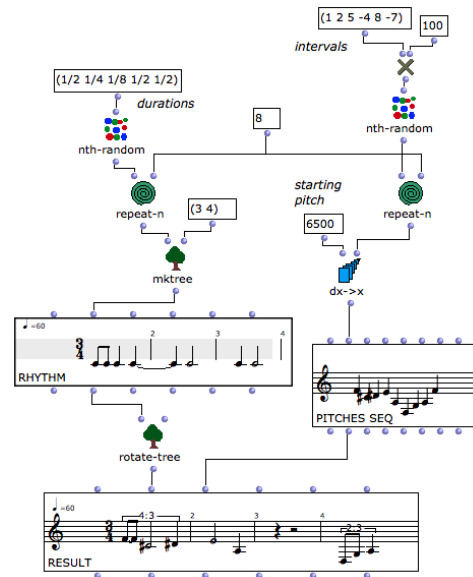 (1 2 5 -4 8 -7)
100
intervals
(1/2 1/4 1/8 1/2 1/2)
durations
nth-random
nth-random
8
starting
pitch
repeat-n
(3 4)
6500
repeat-n
mktree
dx->x
=60
2
3
4
3
4
RHYTHM
PITCHES SEQ
rotate-tree
=60
4:3
2
3
4
3
4
2:3
RESULT